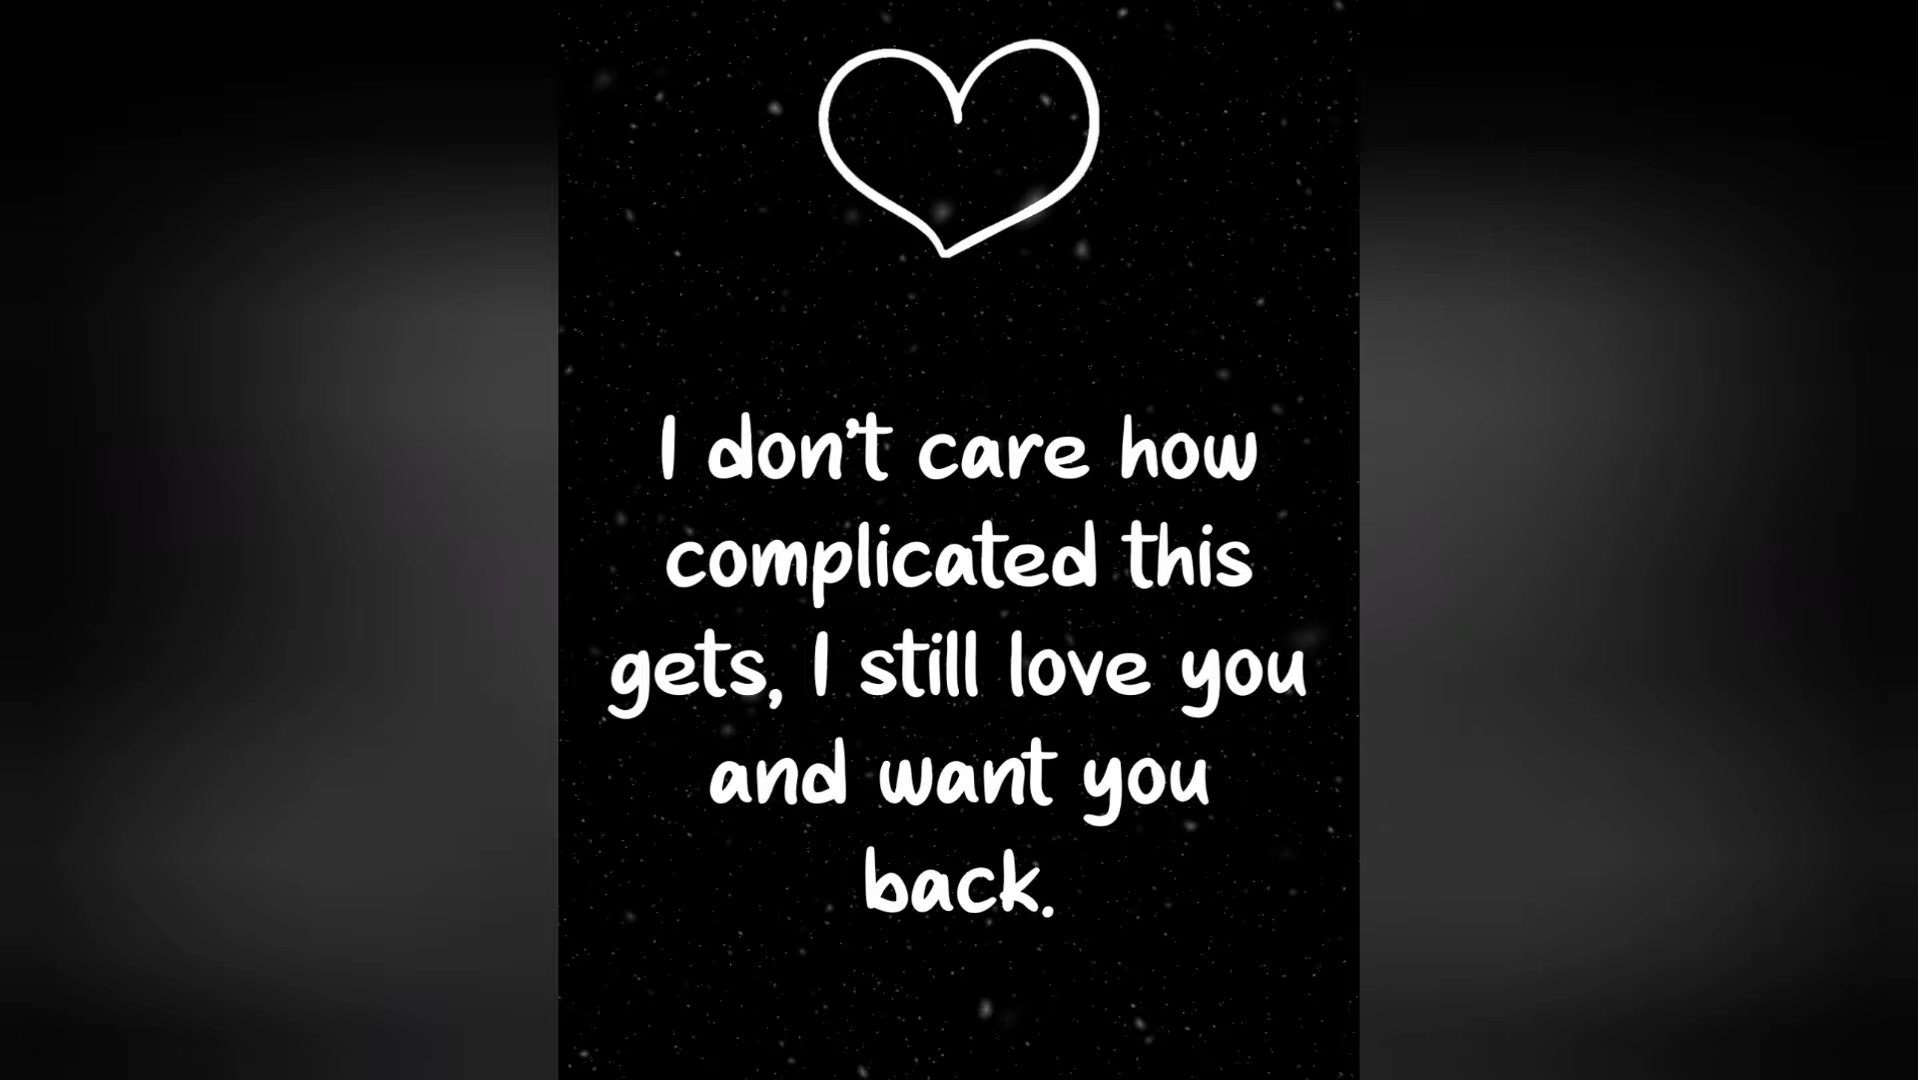 I don't care how
complicated this
gets, I still love you
and want you
back.